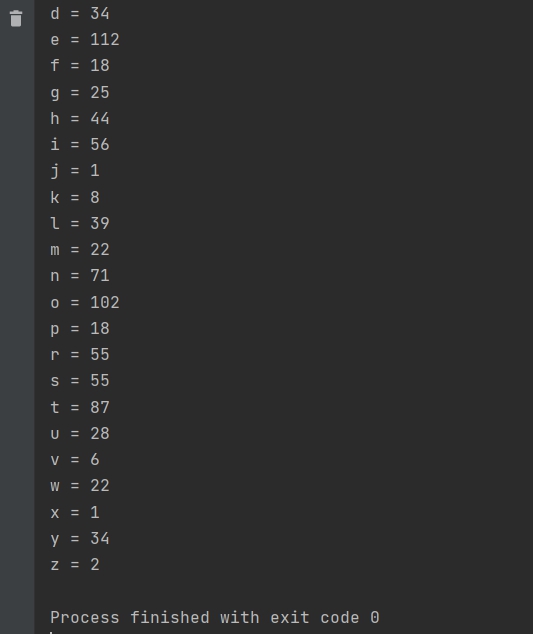 d = 34
e = 112
f = 18
g = 25
h = 44
i = 56
j = 1
k = 8
l = 39
m = 22
n = 71
o = 102
p = 18
r = 55
s = 55
t = 87
u = 28
v = 6
w = 22
x = 1
y = 34
z = 2
Process finished with exit code 0